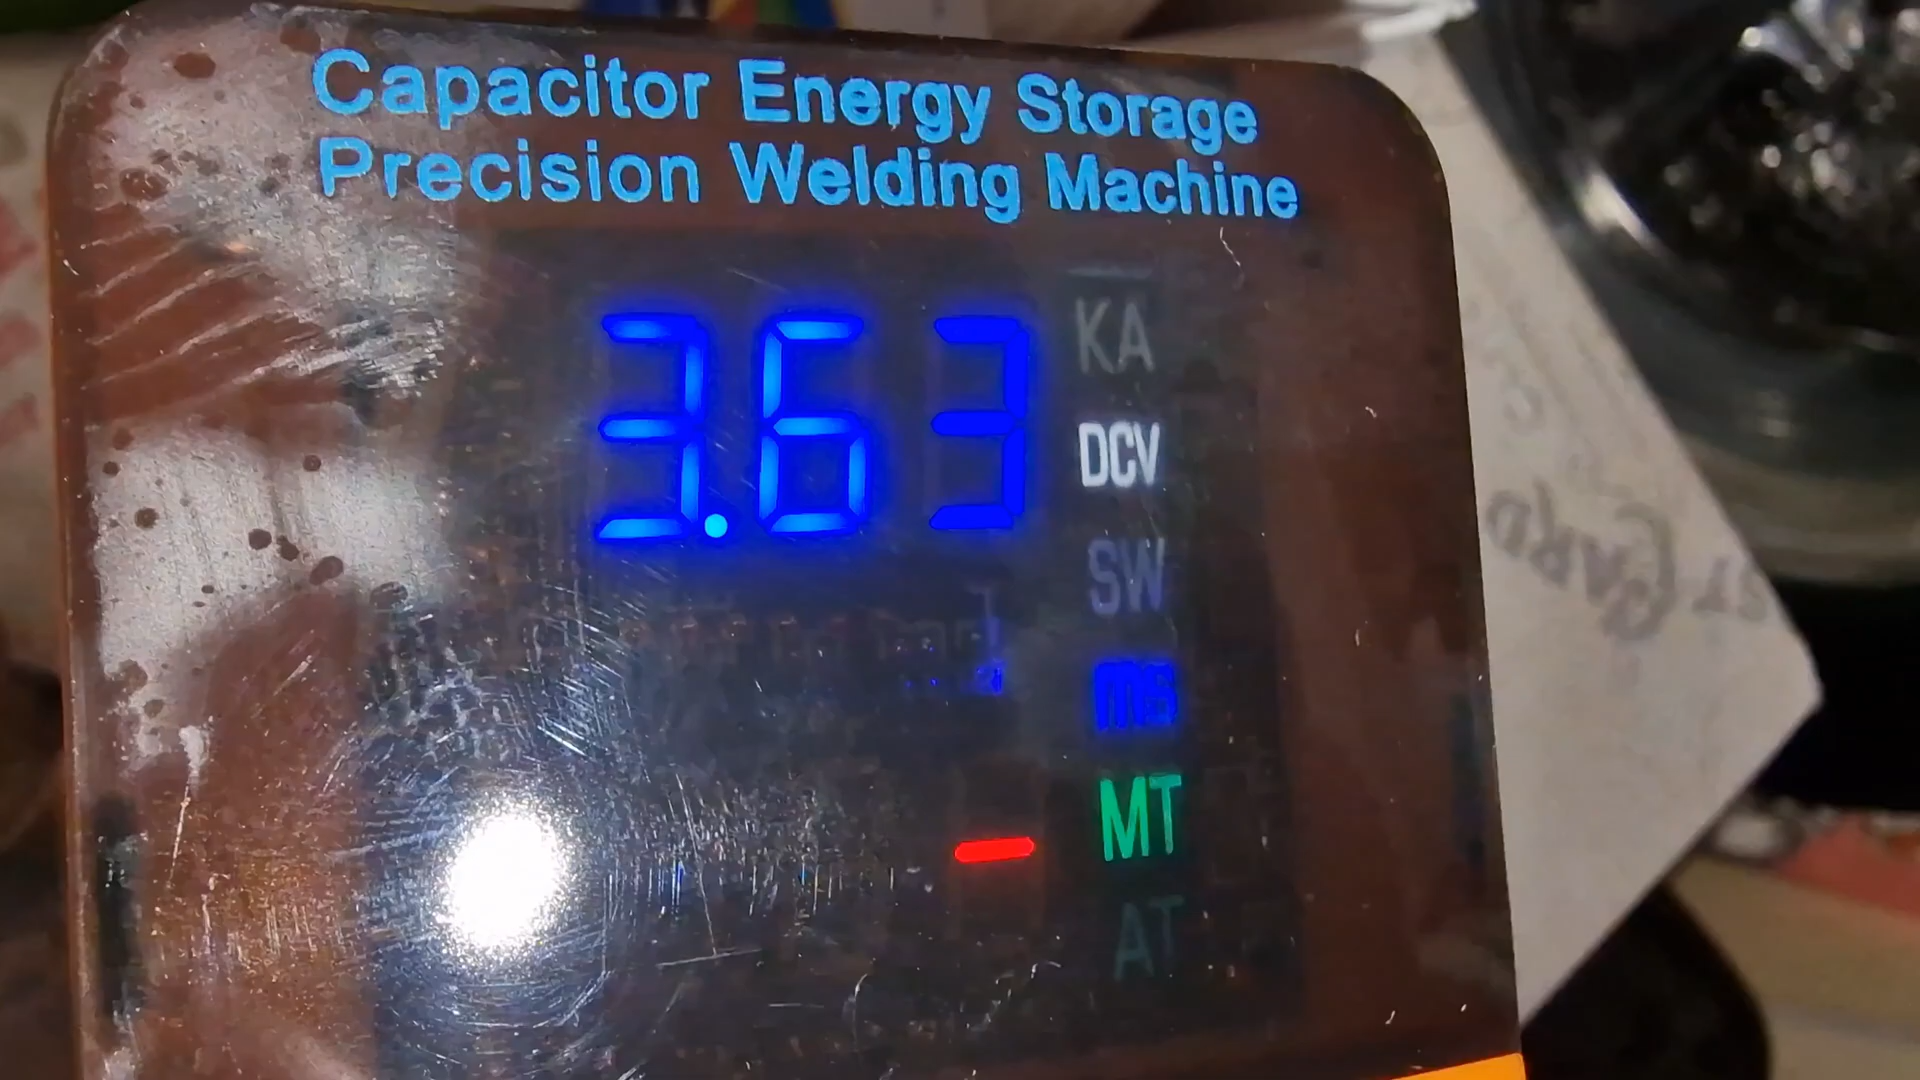 Capacitor Energy Storage
Precision Welding Machine
3.63
KA
DCV
SW
ms
MT
AT